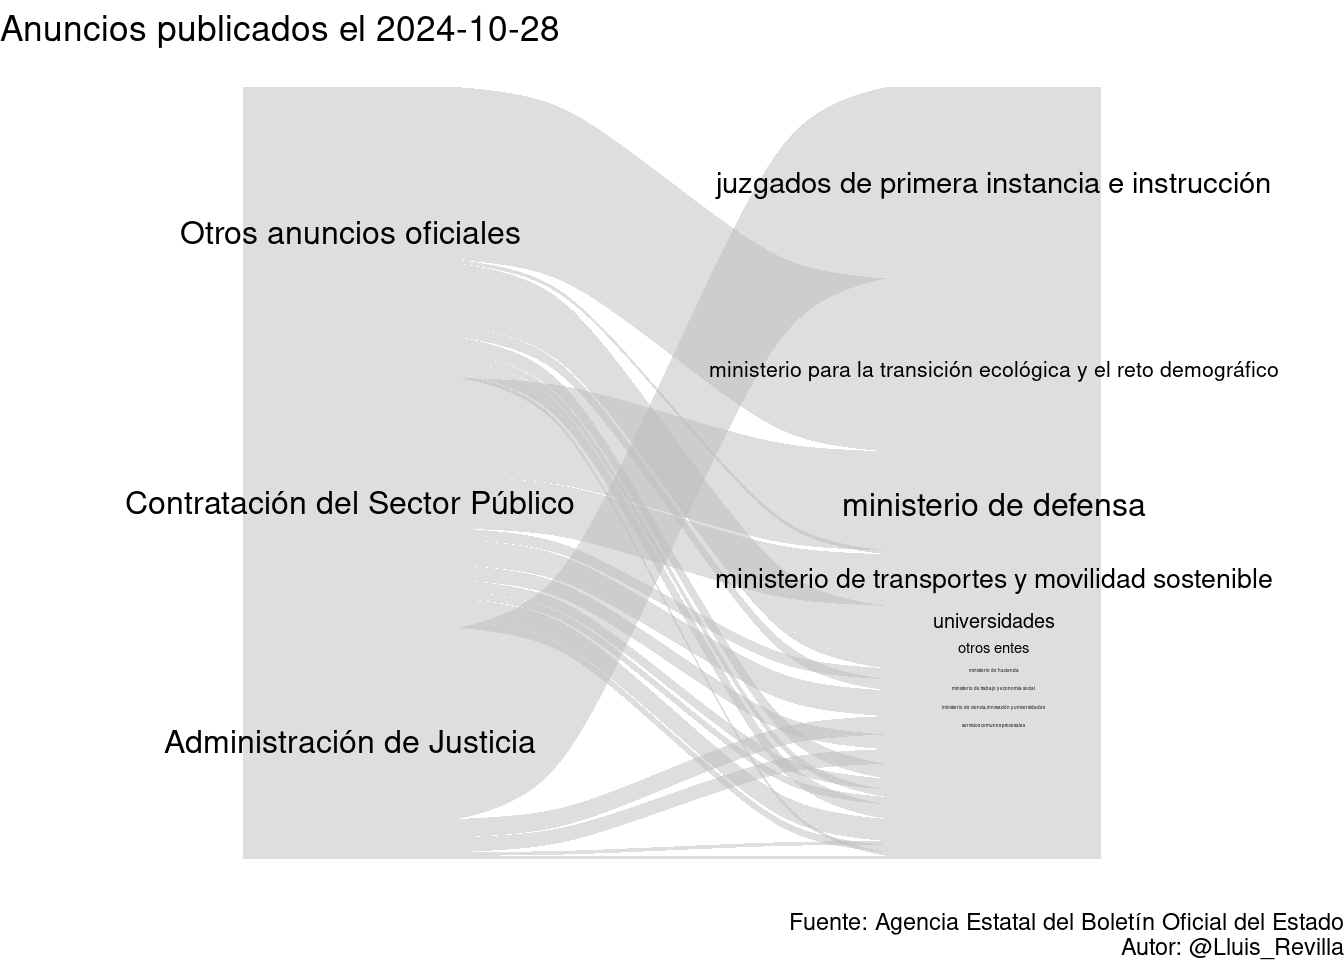 Anuncios publicados el 2024-10-28
juzgados de primera instancia e instrucción
Otros anuncios oficiales
ministerio para la transición ecológica y el reto demográfico
Contratación del Sector Público
ministerio de defensa
ministerio de transportes y movilidad sostenible
universidades
otros entes
ministerio de hacienda
ministerio de trabajo y economía social
ministerio de ciencia, innovación y universidades
servicios comunes procesales
Administración de Justicia
Fuente: Agencia Estatal del Boletín Oficial del Estado
Autor: @Lluis_Revilla